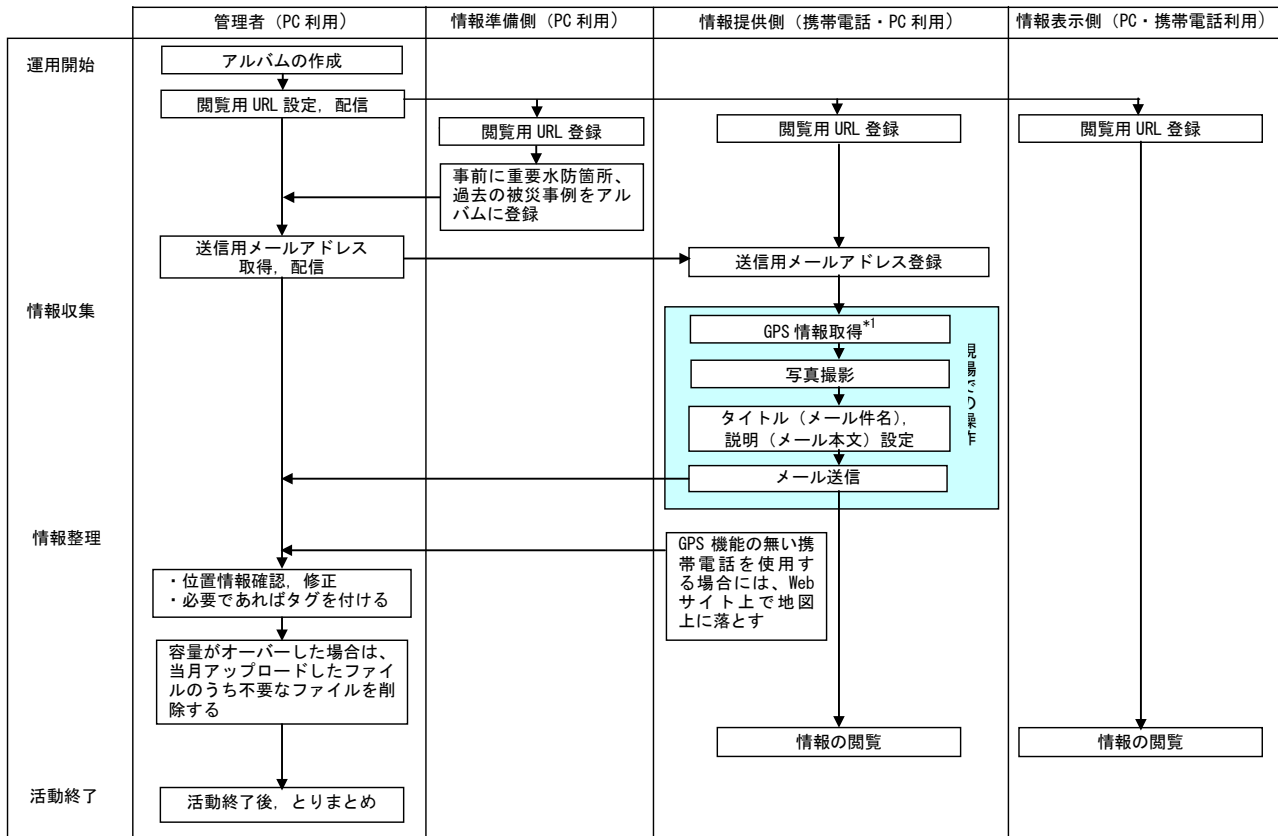 管理者（PC 利用）
情報準備側（PC 利用）
情報提供側（携帯電話・PC 利用）
情報表示側（PC・携帯電話利用）
運用開始
アルバムの作成
閲覧用 URL 設定，配信
閲覧用 URL 登録
閲覧用 URL 登録
閲覧用 URL 登録
事前に重要水防箇所、
過去の被災事例をアル
バムに登録
送信用メールアドレス
取得，配信
送信用メールアドレス登録
情報収集
GPS 情報取得*1
写真撮影
タイトル（メール件名），
説明（メール本文）設定
メール送信
現場での操作
情報整理
GPS 機能の無い携
帯電話を使用す
る場合には、Web
サイト上で地図
上に落とす
・位置情報確認，修正
・必要であればタグを付ける
容量がオーバーした場合は、
当月アップロードしたファイ
ルのうち不要なファイルを削
除する
情報の閲覧
情報の閲覧
活動終了
活動終了後，とりまとめ